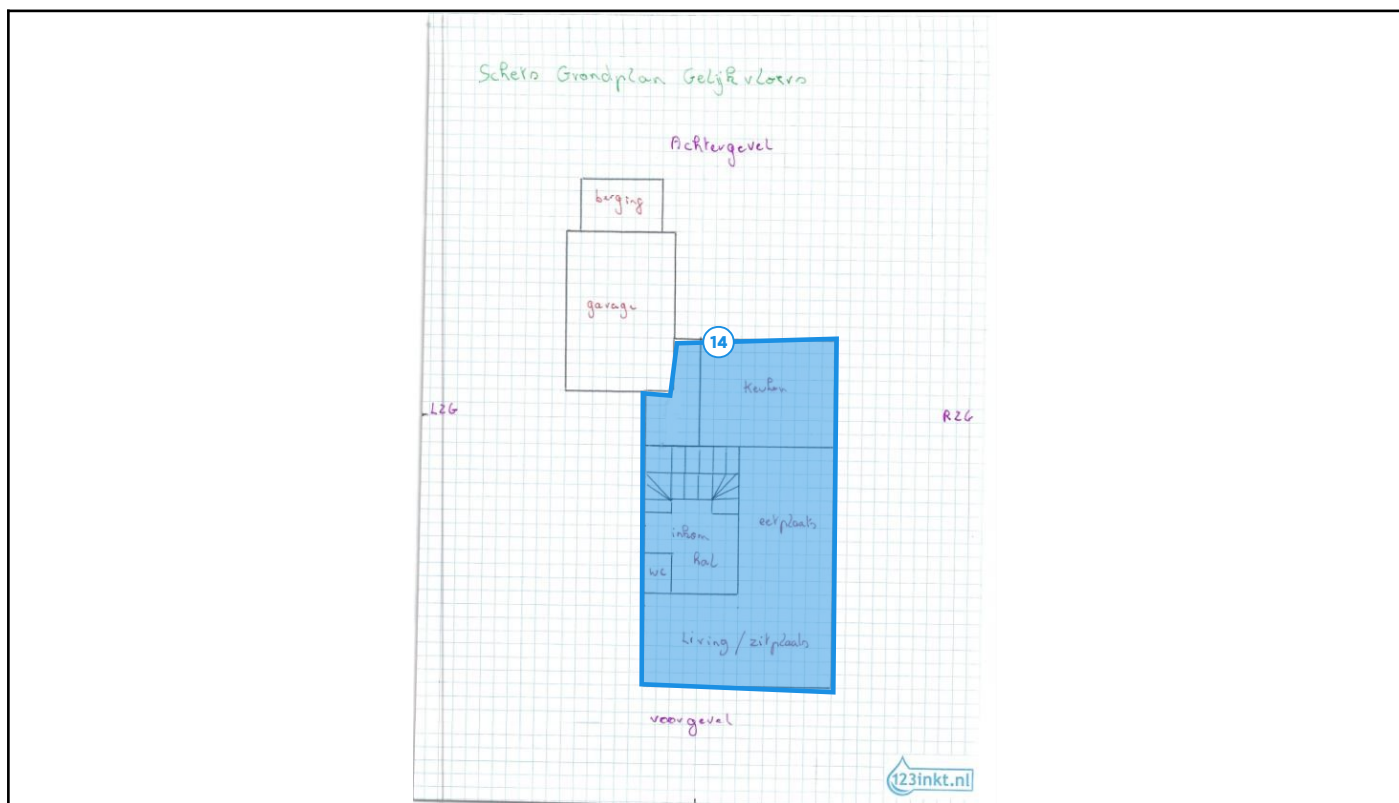 Schets Grondplan Gelijkvloers
Achtergevel
berging
garage
14
keuken
LZG
RZG
eetplaats
inkom
hal
wc
Living / zitplaats
voorgevel
123inkt.nl